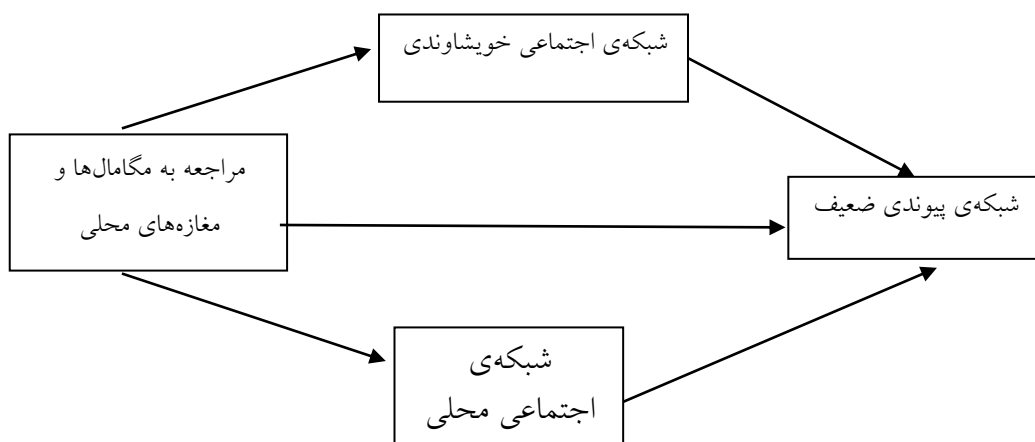 شبکه‌ی اجتماعی خویشاوندی
مراجعه به مگامال‌ها و
مغازه‌های محلی
شبکه‌ی پیوندی ضعیف
شبکه‌ی
اجتماعی محلی